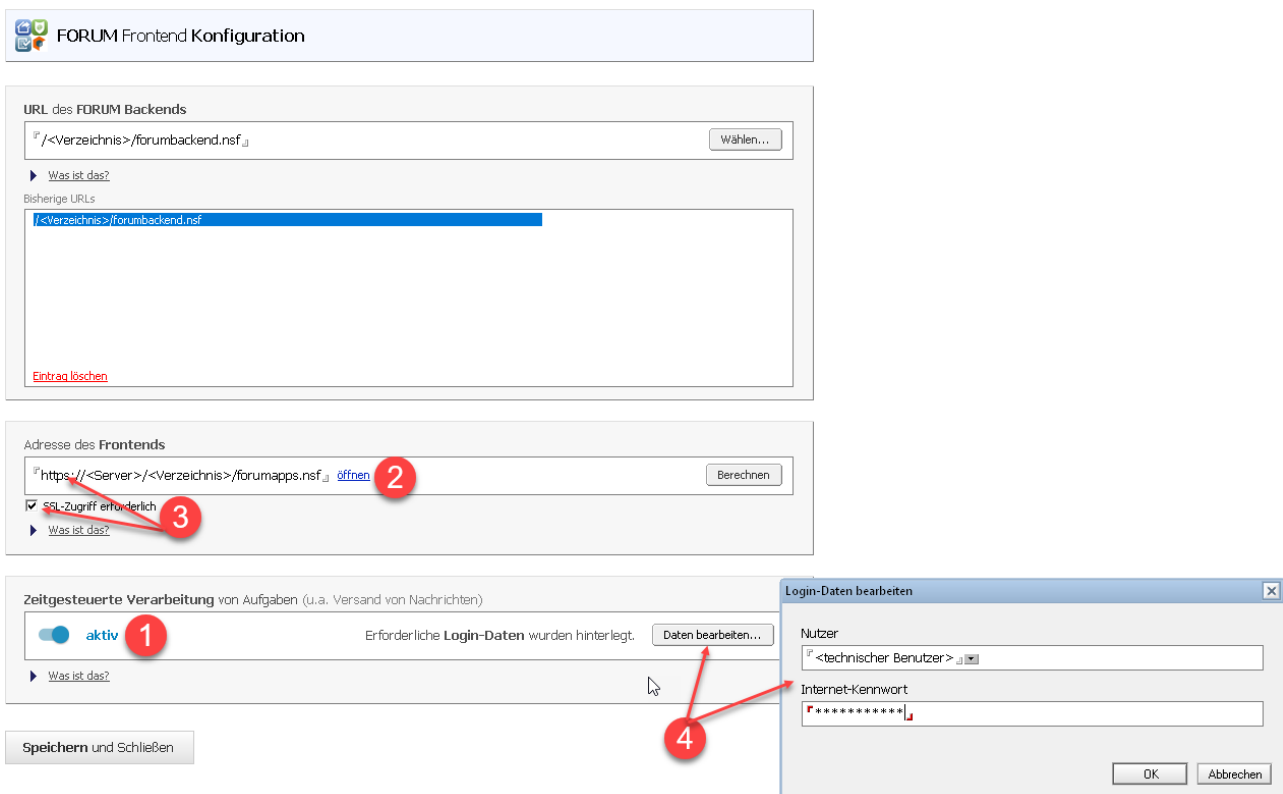 FORUM Frontend Konfiguration
URL des FORUM Backends
/<Verzeichnis>/forumbackend.nsf
Wählen...
Was ist das?
Bisherige URLs
/<Verzeichnis>/forumbackend.nsf
Eintrag löschen
Adresse des Frontends
https://<Server>/<Verzeichnis>/forumapps.nsf öffnen 2 Berechnen
SSL-Zugriff erforderlich 3
Was ist das?
Zeitgesteuerte Verarbeitung von Aufgaben (u.a. Versand von Nachrichten)
aktiv 1 Erforderliche Login-Daten wurden hinterlegt. Daten bearbeiten...
Was ist das?
4
Speichern und Schließen
Login-Daten bearbeiten
Nutzer
<technischer Benutzer>
Internet-Kennwort
***********
OK Abbrechen